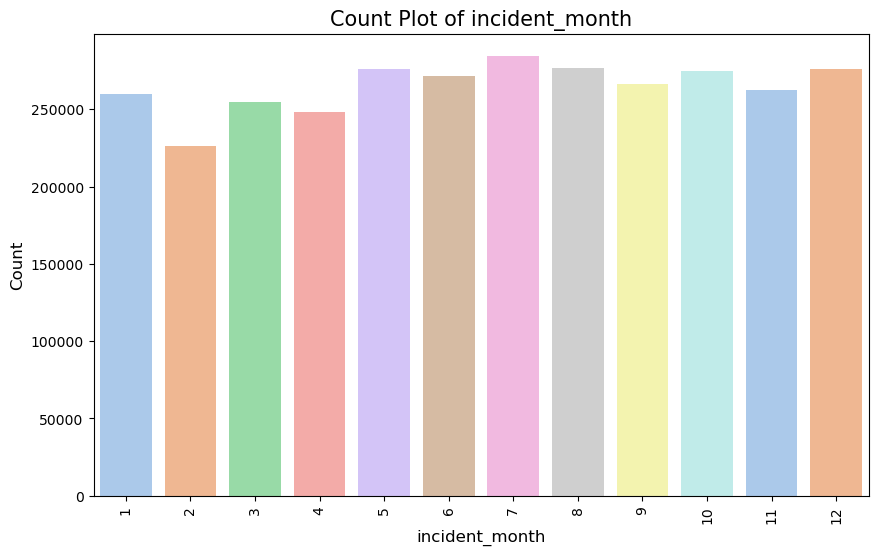 Count Plot of incident_month
Count
250000
200000
150000
100000
50000
0
1 2 3 4 5 6 7 8 9 10 11 12
incident_month